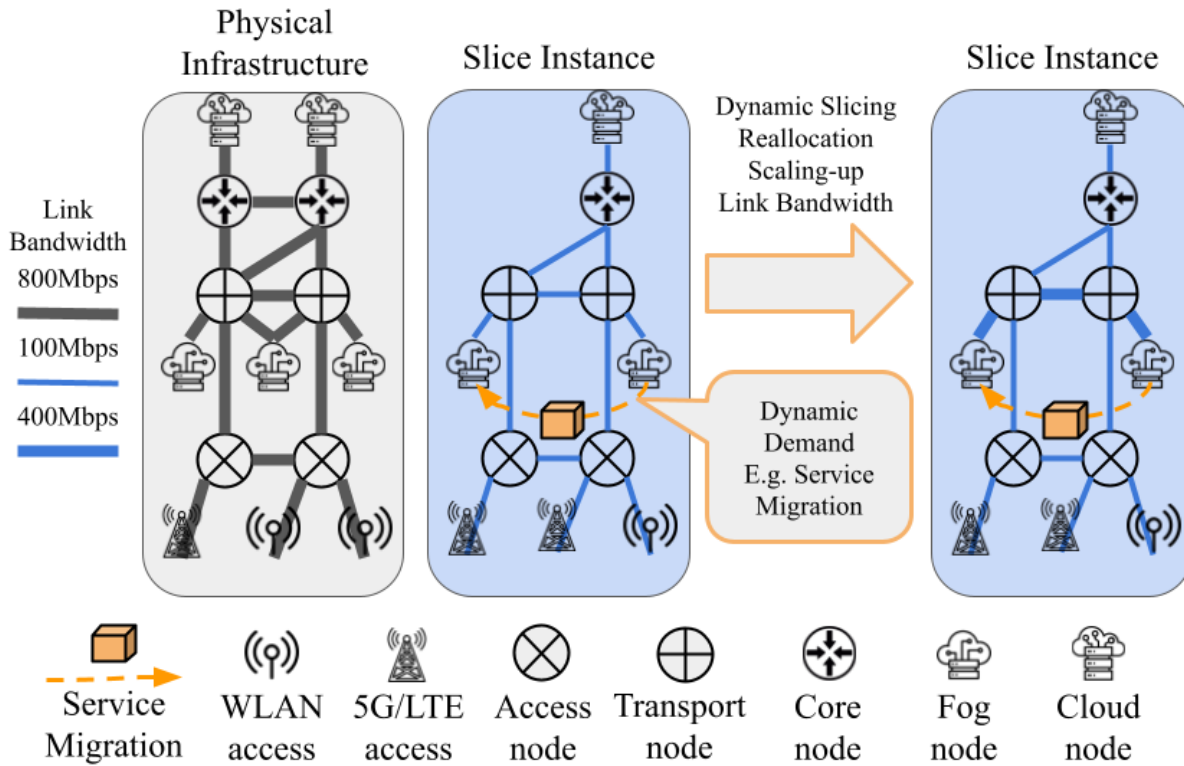 Physical
Infrastructure
Slice Instance
Slice Instance
Dynamic Slicing
Reallocation
Scaling-up
Link Bandwidth
Link
Bandwidth
800Mbps
100Mbps
400Mbps
Dynamic
Demand
E.g. Service
Migration
Service
Migration
WLAN
access
5G/LTE
access
Access
node
Transport
node
Core
node
Fog
node
Cloud
node